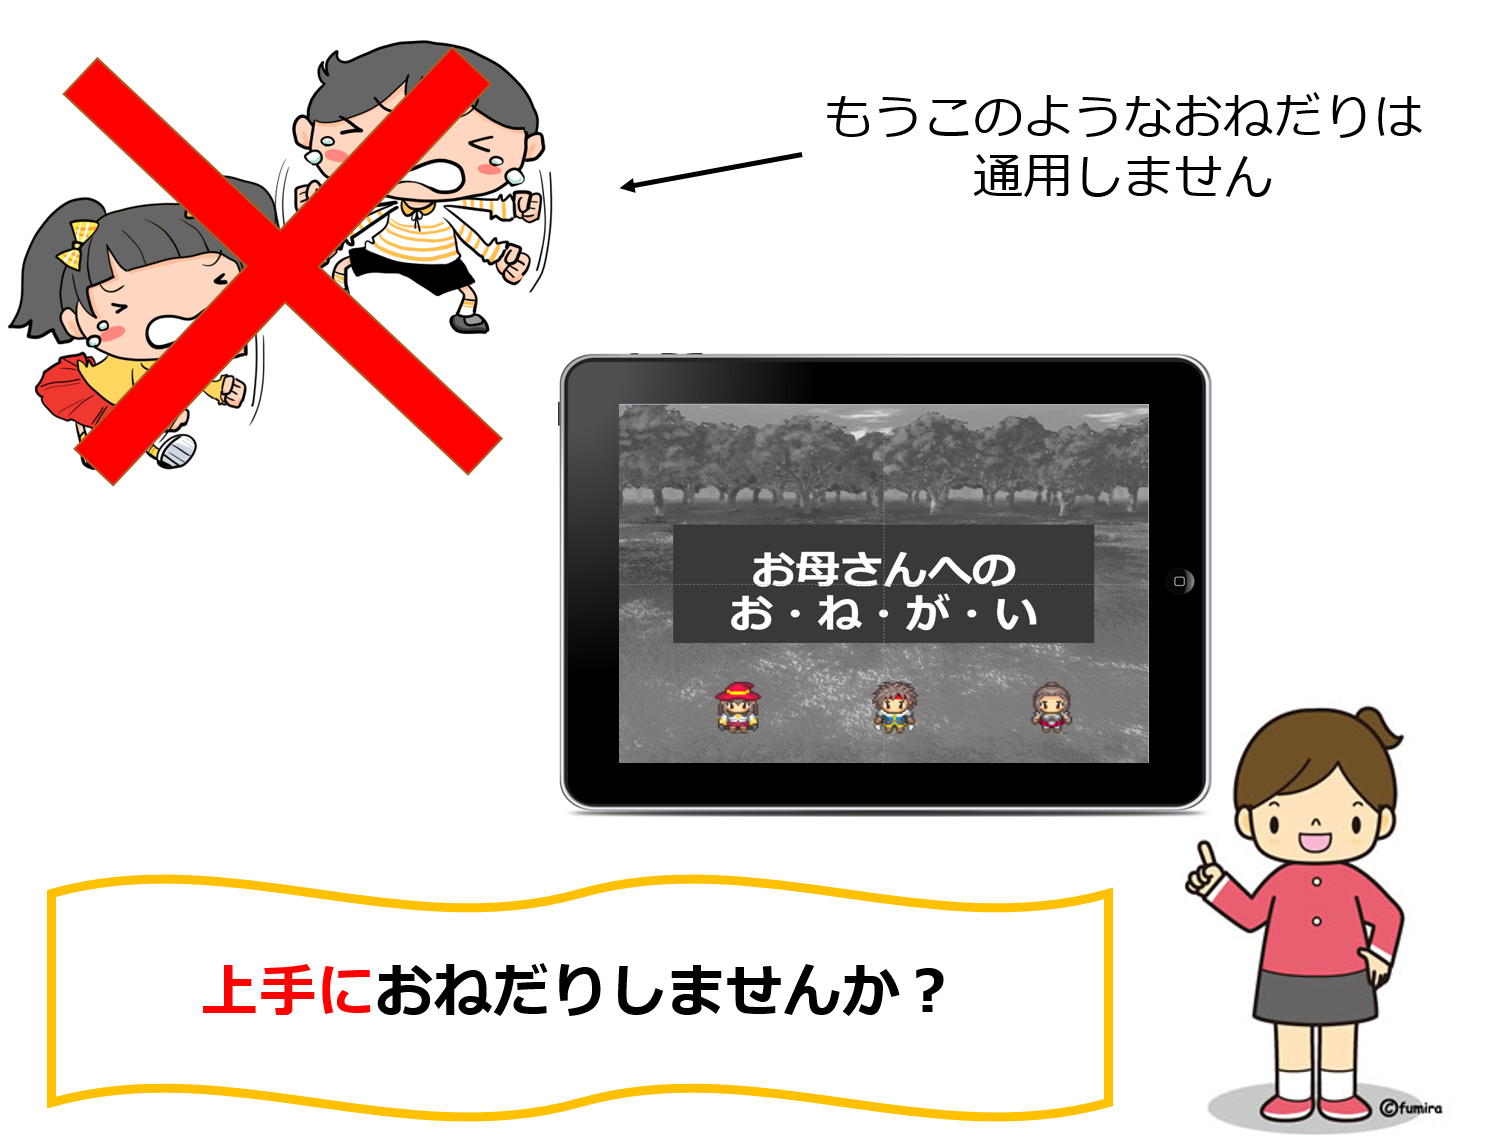 もうこのようなおねだりは
通用しません
お母さんへの
お・ね・が・い
上手におねだりしませんか？
©fumira